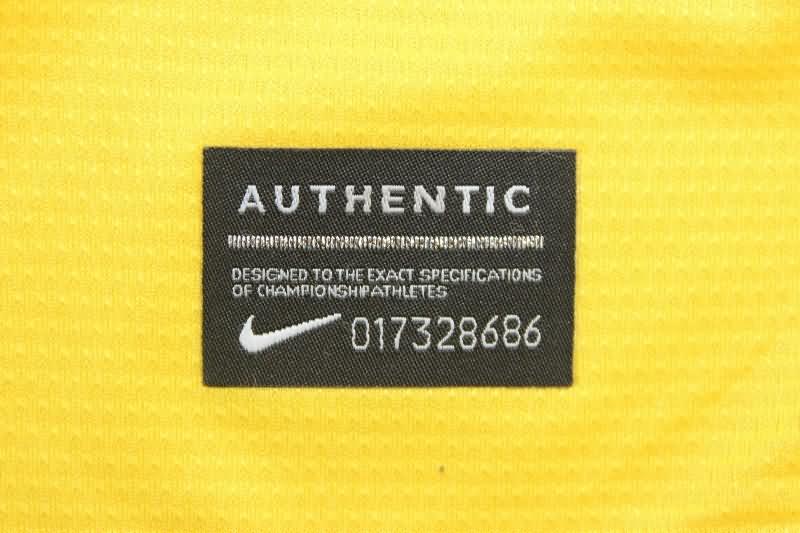 AUTHENTIC
DESIGNED TO THE EXACT SPECIFICATIONS
OF CHAMPIONSHIPATHLETES
017328686